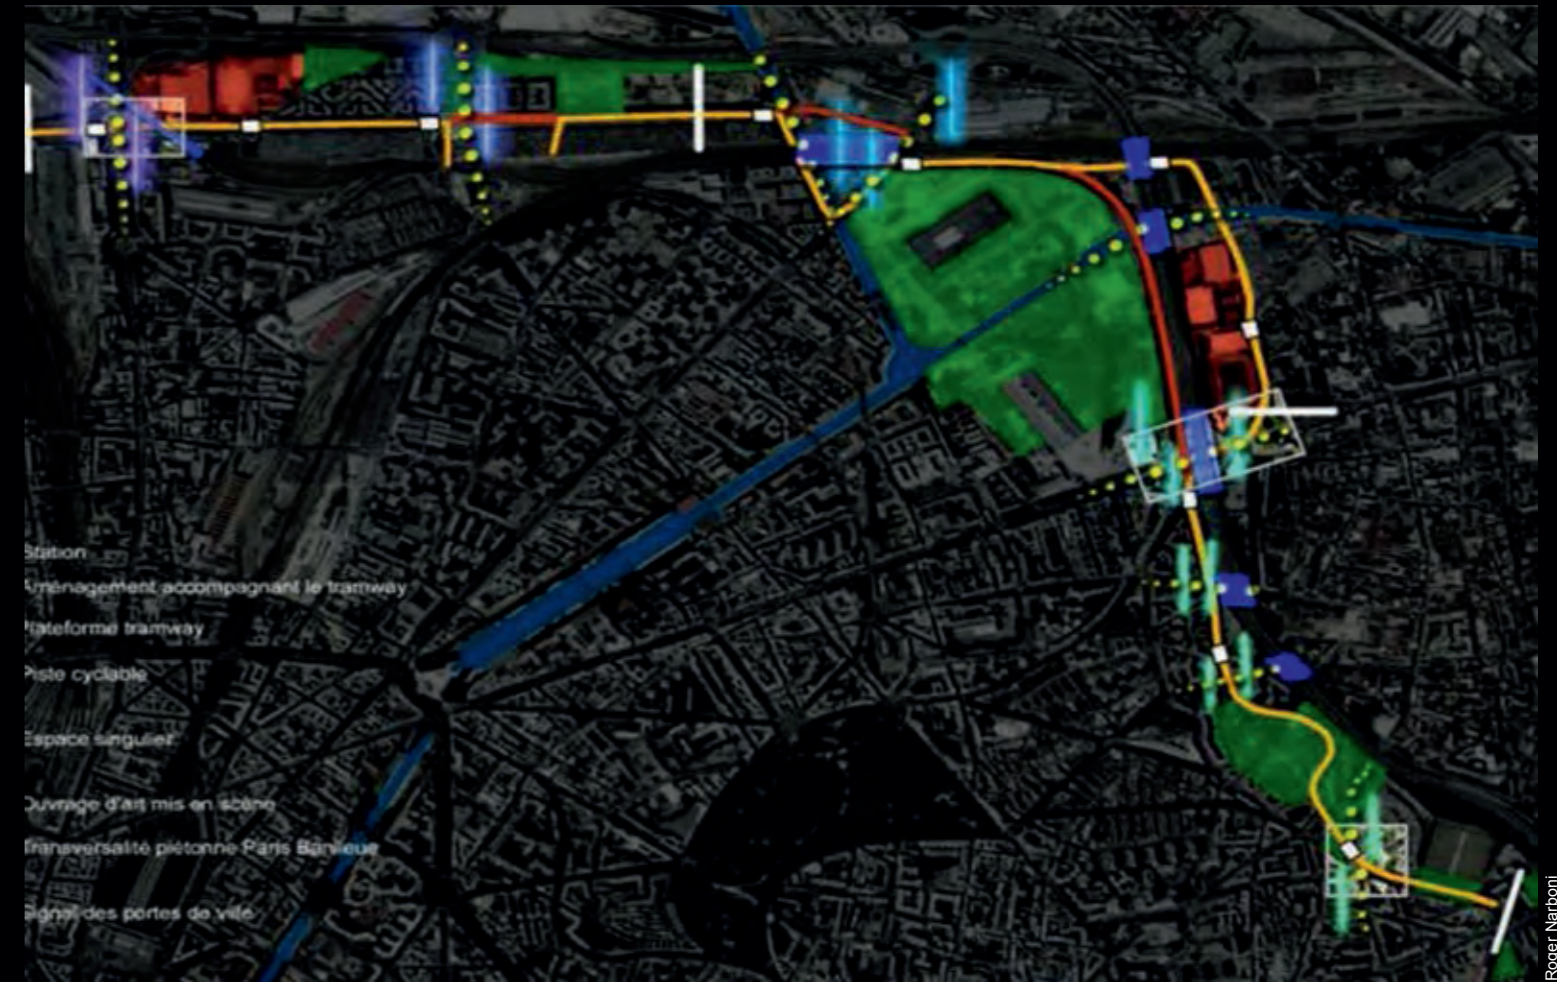 Station
Aménagement accompagnant le tramway
Plateforme tramway
Piste cyclable
Espace singulier
Ouvrage d'art mis en scène
Transversalité piétonne Paris Banlieue
Signal des portes de ville
Roger Narboni